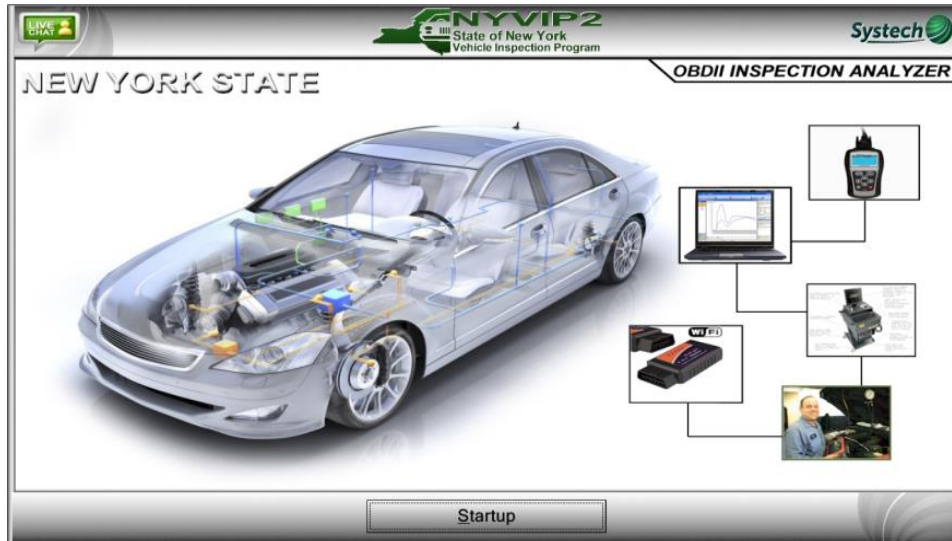 LIVE
CHAT
NYVIP2
State of New York
Vehicle Inspection Program
Systech
NEW YORK STATE
OBDII INSPECTION ANALYZER
WiFi
Startup